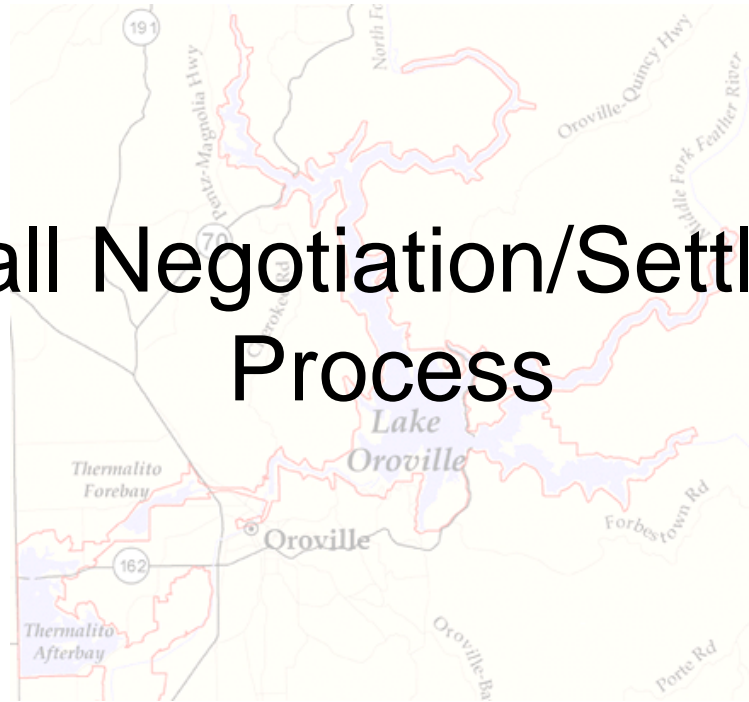 191
North Fo
Pentz-Magnolia Hwy
Oroville-Quincy Hwy
Middle Fork Feather River
70
all Negotiation/Settl
Cherokee Rd
Process
Lake
Oroville
Thermalito
Forebay
Forbestown Rd
Oroville
162
Thermalito
Afterbay
Oroville-Ba
Porte Rd